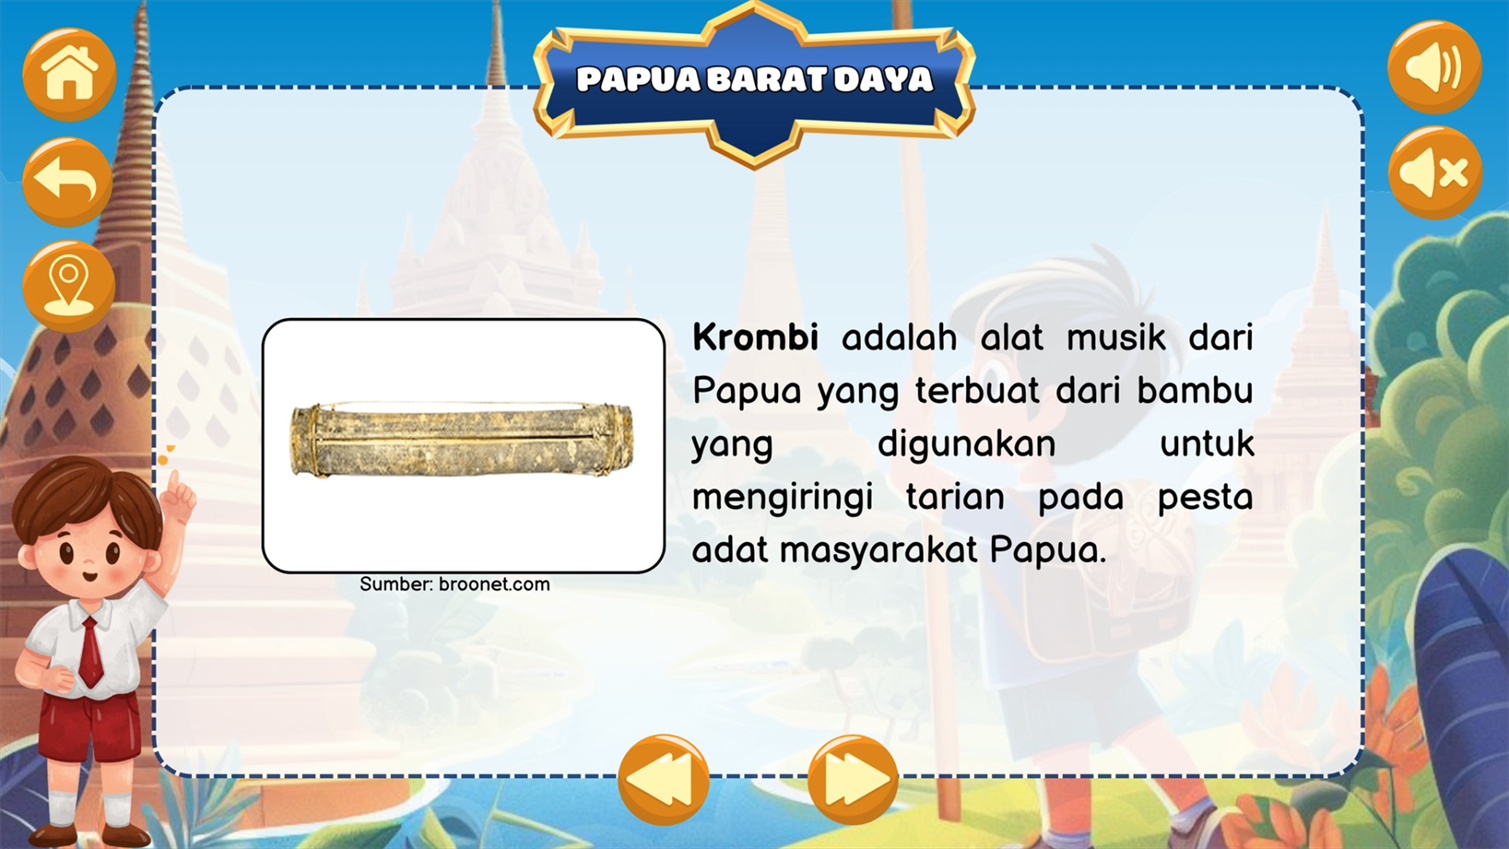 PAPUA BARAT DAYA
Krombi adalah alat musik dari
Papua yang terbuat dari bambu
yang digunakan untuk
mengiringi tarian pada pesta
adat masyarakat Papua.
Sumber: broonet.com